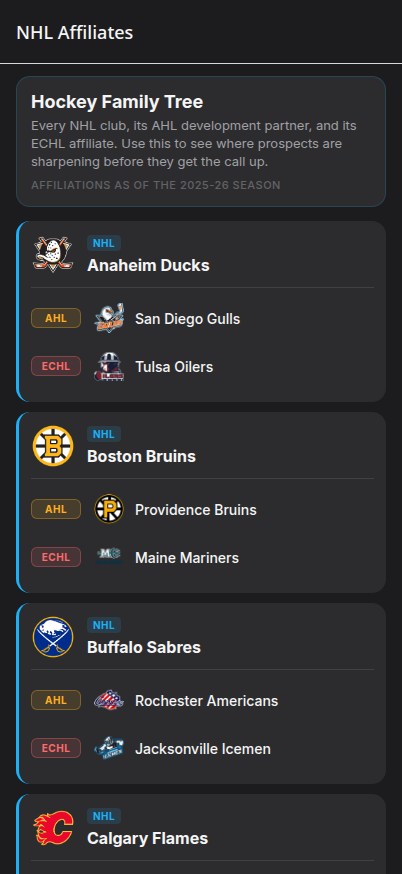 NHL Affiliates
Hockey Family Tree
Every NHL club, its AHL development partner, and its
ECHL affiliate. Use this to see where prospects are
sharpening before they get the call up.
AFFILIATIONS AS OF THE 2025-26 SEASON
NHL
Anaheim Ducks
AHL San Diego Gulls
ECHL Tulsa Oilers
NHL
Boston Bruins
AHL Providence Bruins
ECHL Maine Mariners
NHL
Buffalo Sabres
AHL Rochester Americans
ECHL Jacksonville Icemen
NHL
Calgary Flames